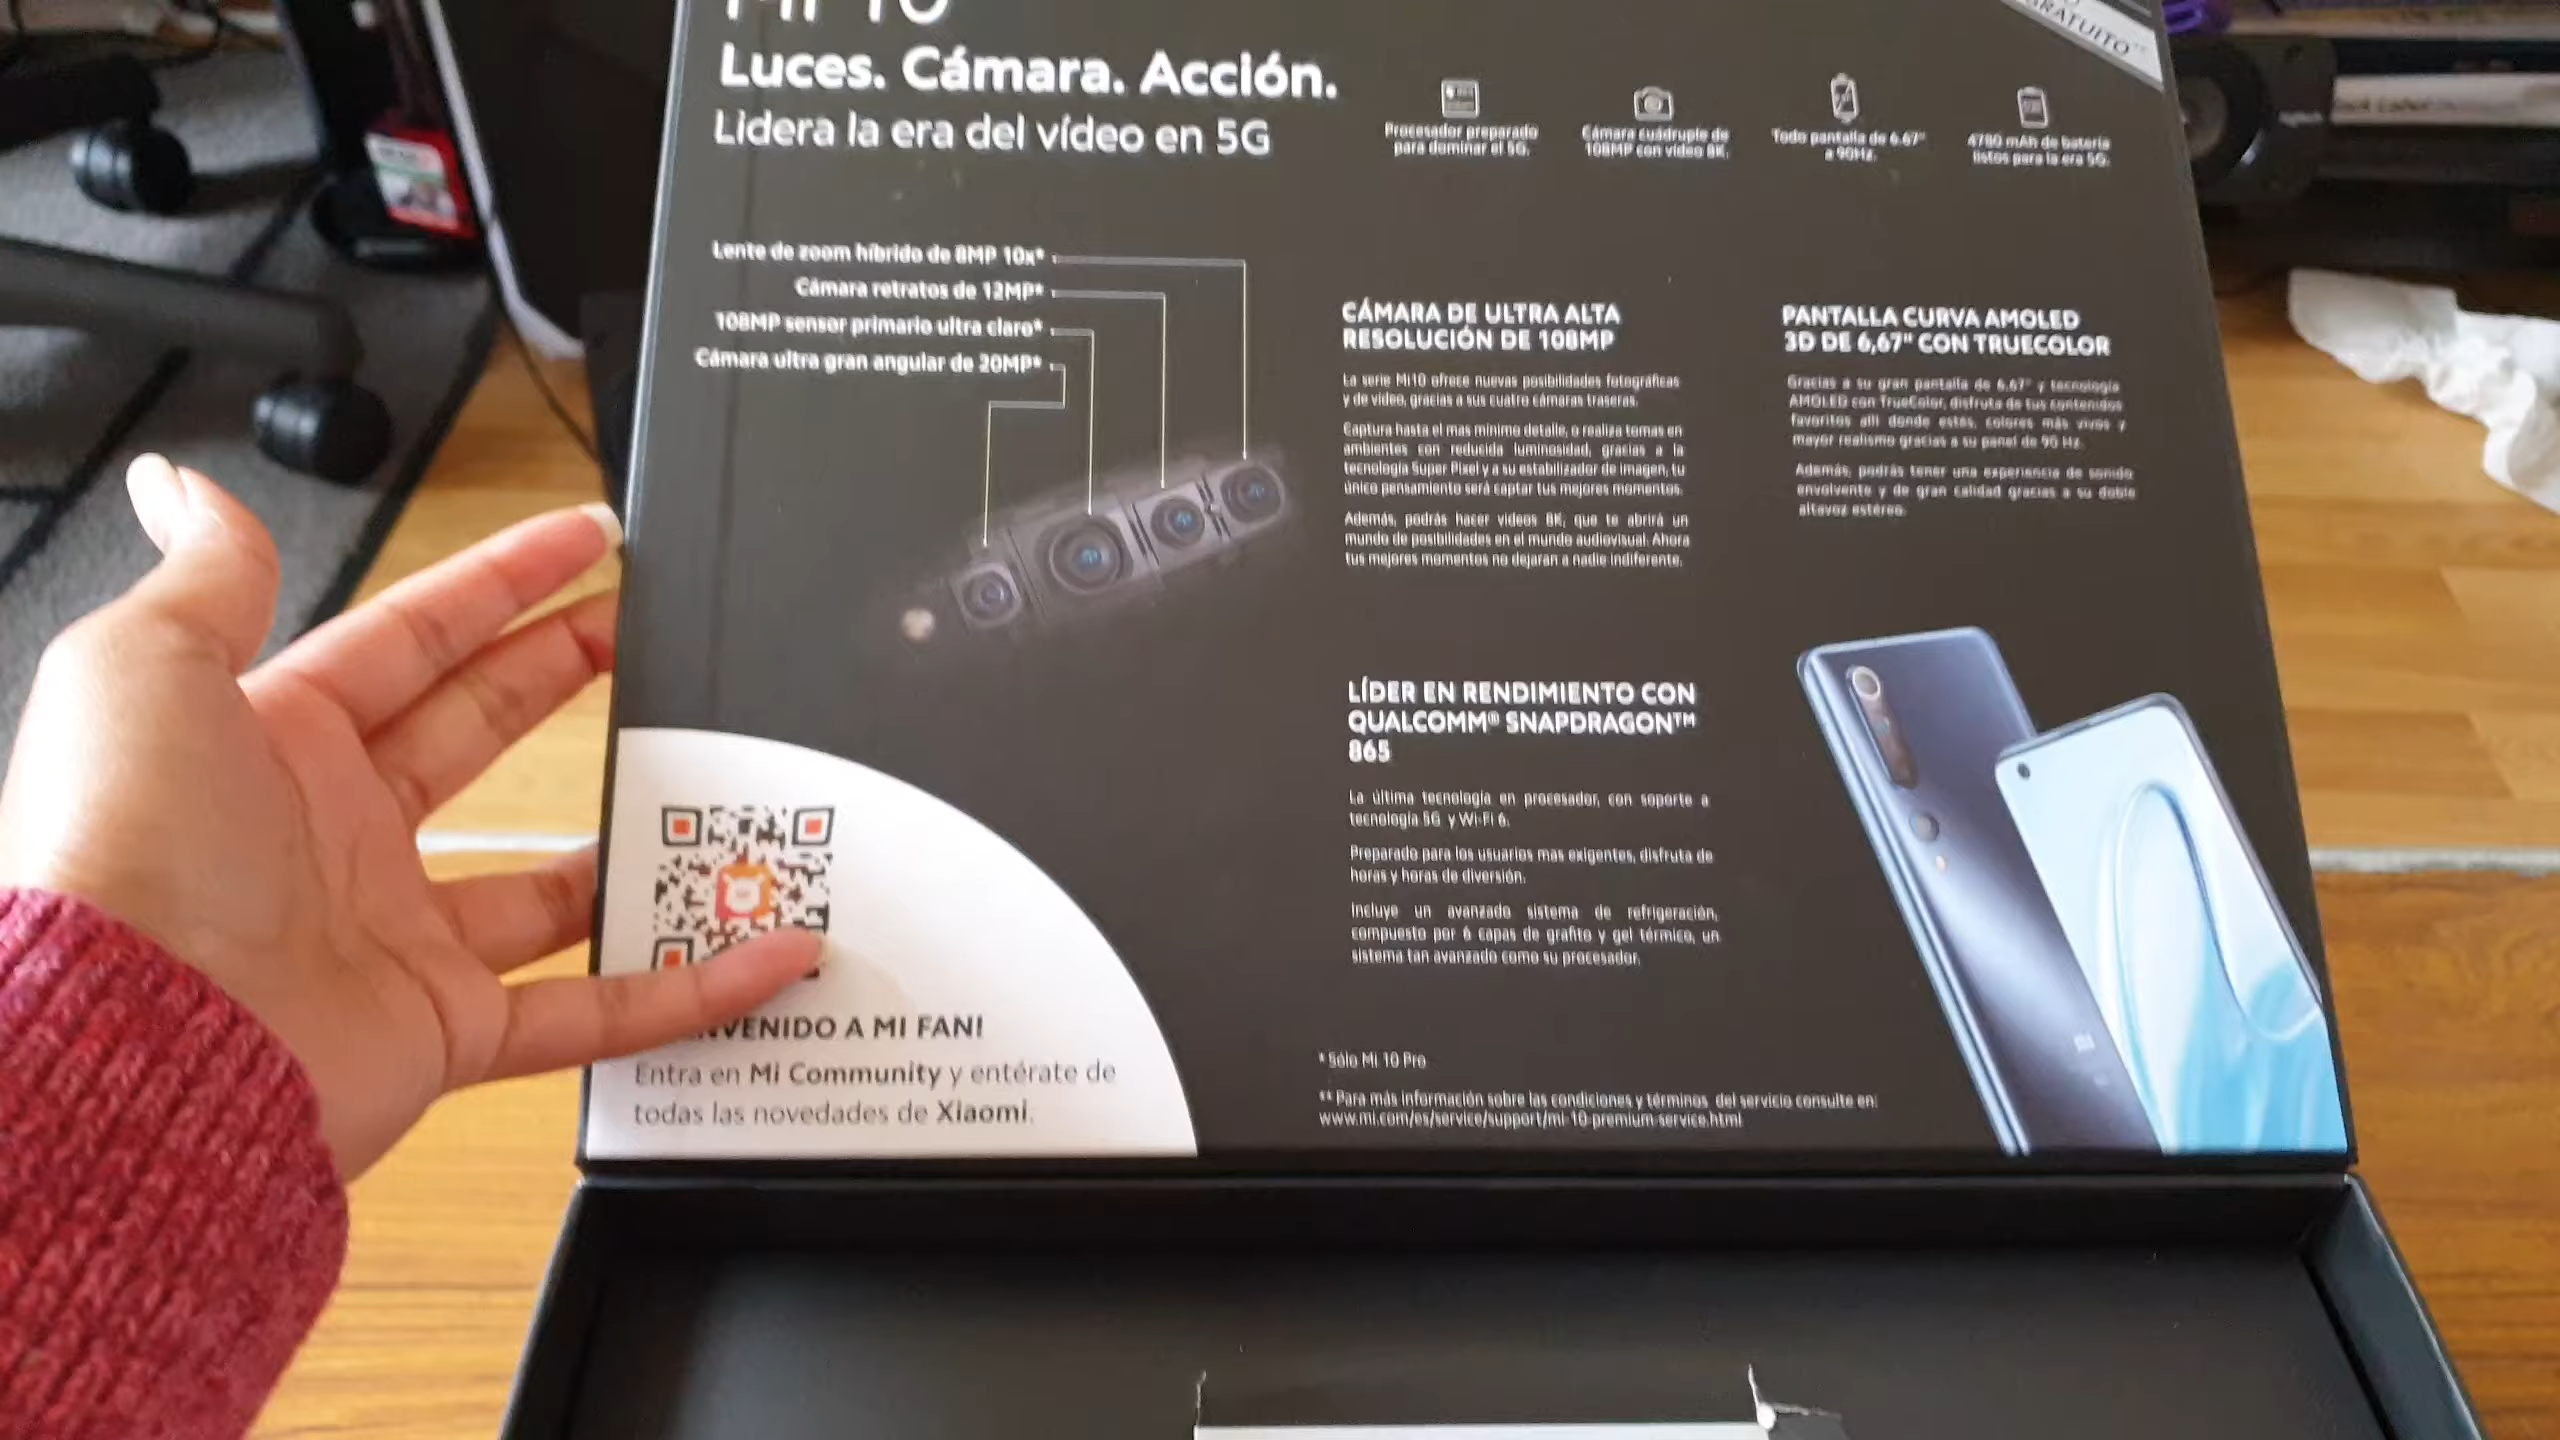 Mi 10
Luces. Cámara. Acción.
Lidera la era del vídeo en 5G
GRATUITO**
Procesador preparado
para dominar el 5G.
Cámara cuádruple de
108MP con vídeo 8K.
Todo pantalla de 6.67"
a 90Hz.
4780 mAh de batería
listos para la era 5G.
Lente de zoom híbrido de 8MP 10x*
Cámara retratos de 12MP*
108MP sensor primario ultra claro*
Cámara ultra gran angular de 20MP*
CÁMARA DE ULTRA ALTA
RESOLUCIÓN DE 108MP
La serie Mi10 ofrece nuevas posibilidades fotográficas
y de vídeo, gracias a sus cuatro cámaras traseras.
Captura hasta el mas mínimo detalle, o realiza tomas en
ambientes con reducida luminosidad, gracias a la
tecnología Super Pixel y a su estabilizador de imagen, tu
único pensamiento será captar tus mejores momentos.
Además, podrás hacer vídeos 8K, que te abrirá un
mundo de posibilidades en el mundo audiovisual. Ahora
tus mejores momentos no dejaran a nadie indiferente.
PANTALLA CURVA AMOLED
3D DE 6,67" CON TRUECOLOR
Gracias a su gran pantalla de 6,67" y tecnología
AMOLED con TrueColor, disfruta de tus contenidos
favoritos allí donde estés, colores más vivos y
mayor realismo gracias a su panel de 90 Hz.
Además, podrás tener una experiencia de sonido
envolvente y de gran calidad gracias a su doble
altavoz estéreo.
LÍDER EN RENDIMIENTO CON
QUALCOMM® SNAPDRAGON™
865
La última tecnología en procesador, con soporte a
tecnología 5G y Wi-Fi 6.
Preparado para los usuarios mas exigentes, disfruta de
horas y horas de diversión.
Incluye un avanzado sistema de refrigeración,
compuesto por 6 capas de grafito y gel térmico, un
sistema tan avanzado como su procesador.
NVENIDO A MI FAN!
Entra en Mi Community y entérate de
todas las novedades de Xiaomi.
* Sólo Mi 10 Pro
** Para más información sobre las condiciones y términos del servicio consulte en:
www.mi.com/es/service/support/mi-10-premium-service.html